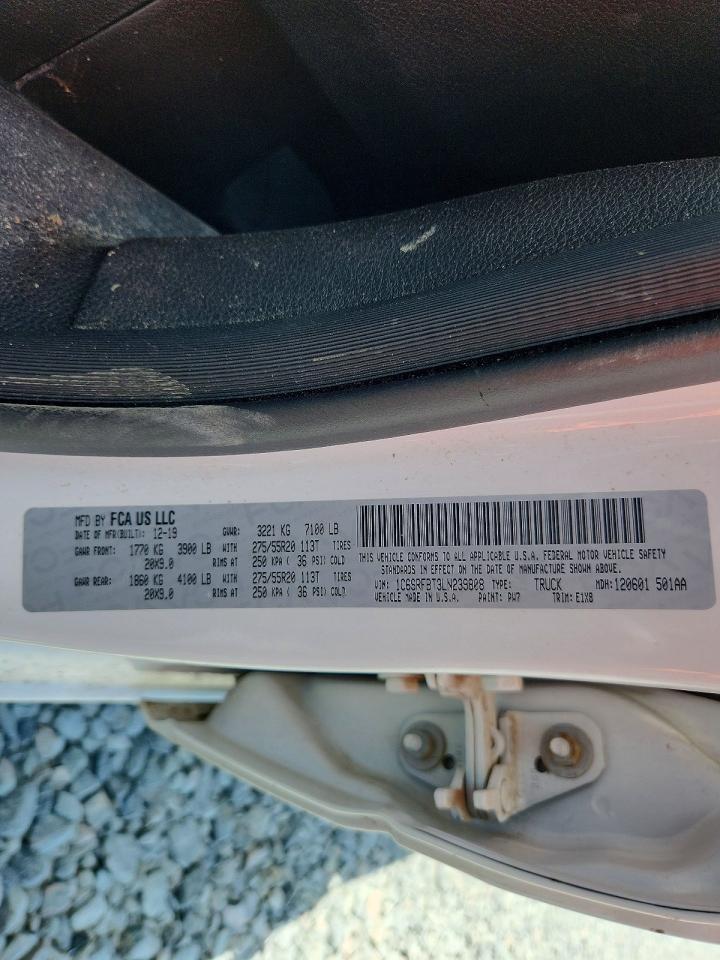 MFD BY FCA US LLC
DATE OF MFR(BUILT): 12-19 GVWR: 3221 KG 7100 LB
GAWR FRONT: 1770 KG 3900 LB WITH 275/55R20 113T TIRES
20X9.0 RIMS AT 250 KPA ( 36 PSI) COLD
GAWR REAR: 1860 KG 4100 LB WITH 275/55R20 113T TIRES
20X9.0 RIMS AT 250 KPA ( 36 PSI) COLD
THIS VEHICLE CONFORMS TO ALL APPLICABLE U.S.A. FEDERAL MOTOR VEHICLE SAFETY
STANDARDS IN EFFECT ON THE DATE OF MANUFACTURE SHOWN ABOVE.
VIN: 1C6SRFBT3LN239808 TYPE: TRUCK MDH: 120601 501AA
VEHICLE MADE IN U.S.A. PAINT: PW7 TRIM: E1X8